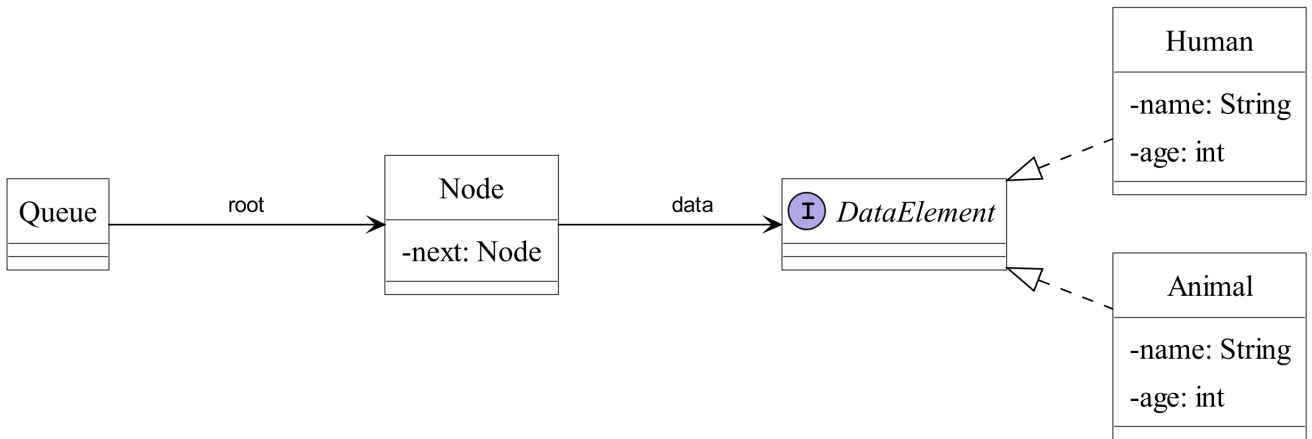 Queue
root
Node
-next: Node
data
I DataElement
Human
-name: String
-age: int
Animal
-name: String
-age: int